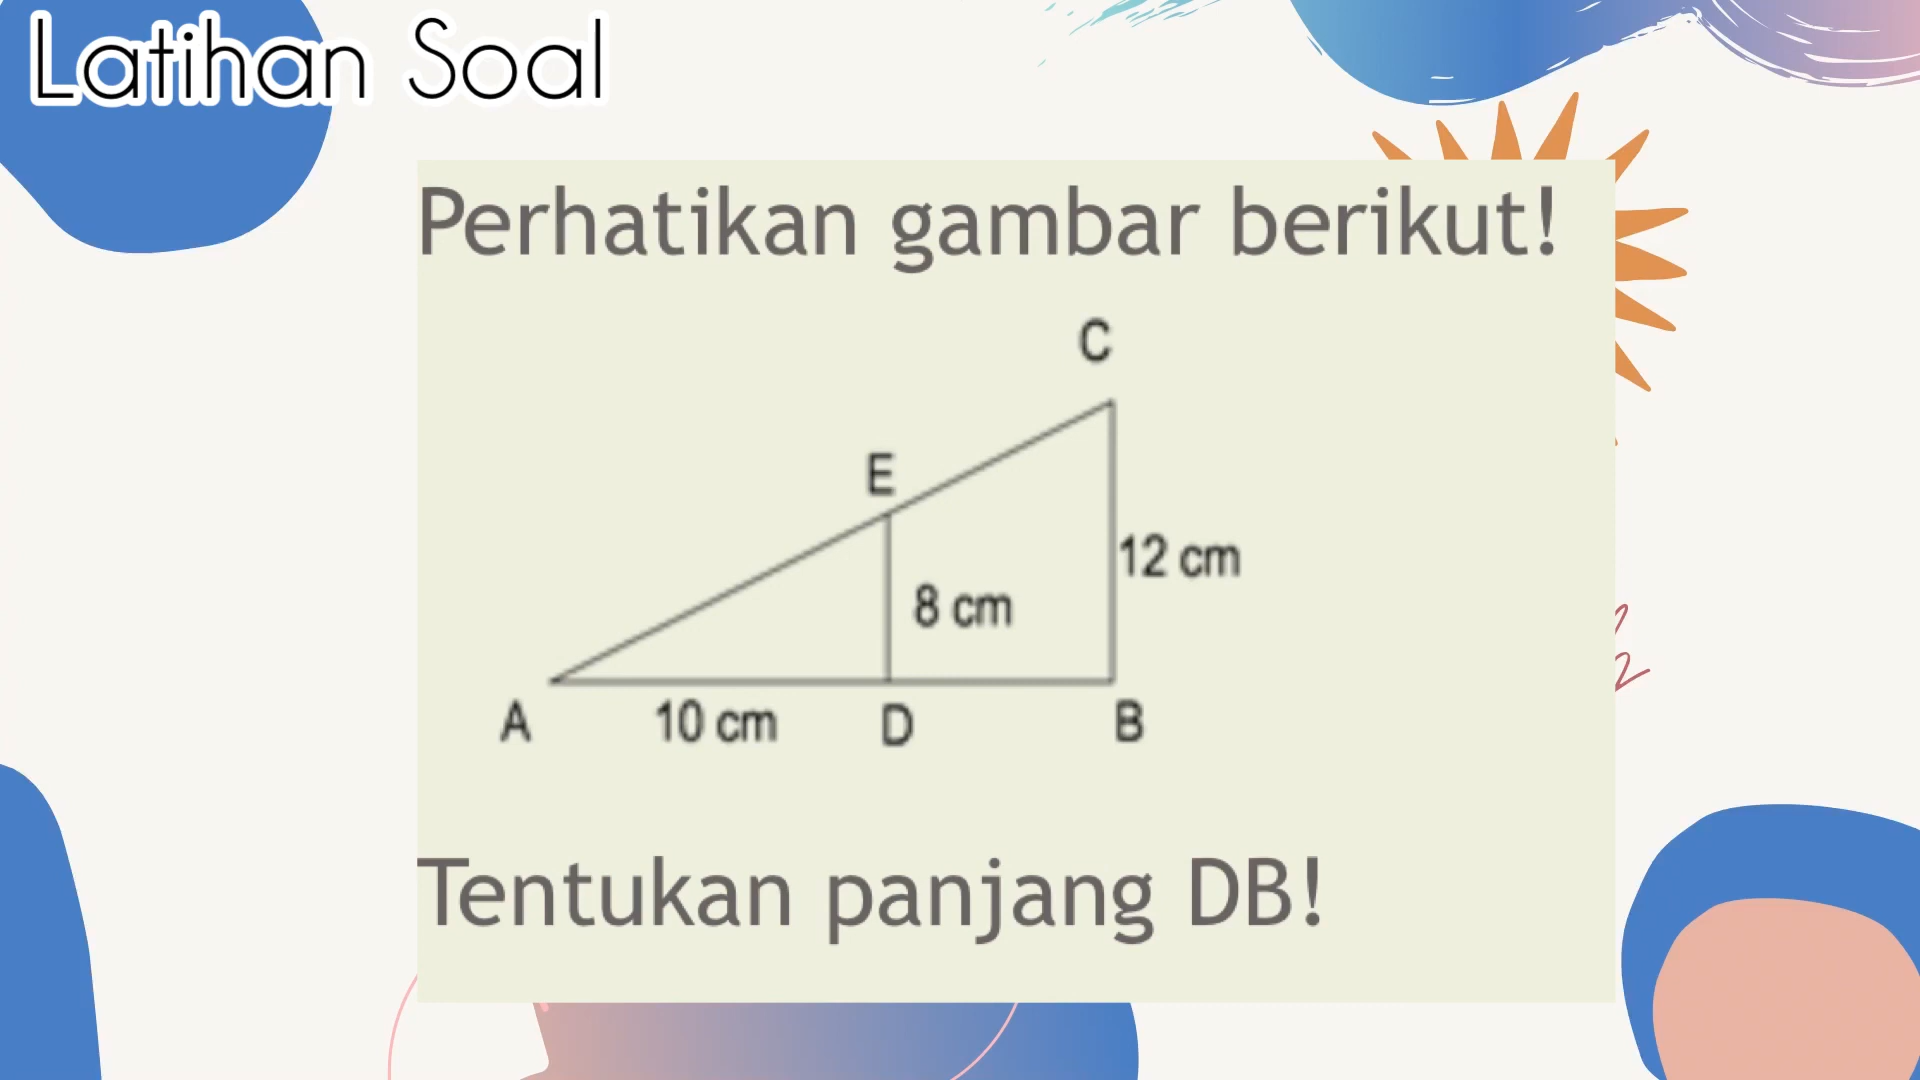 Latihan Soal
Perhatikan gambar berikut!
C
E
12 cm
8 cm
A 10 cm D B
Tentukan panjang DB!